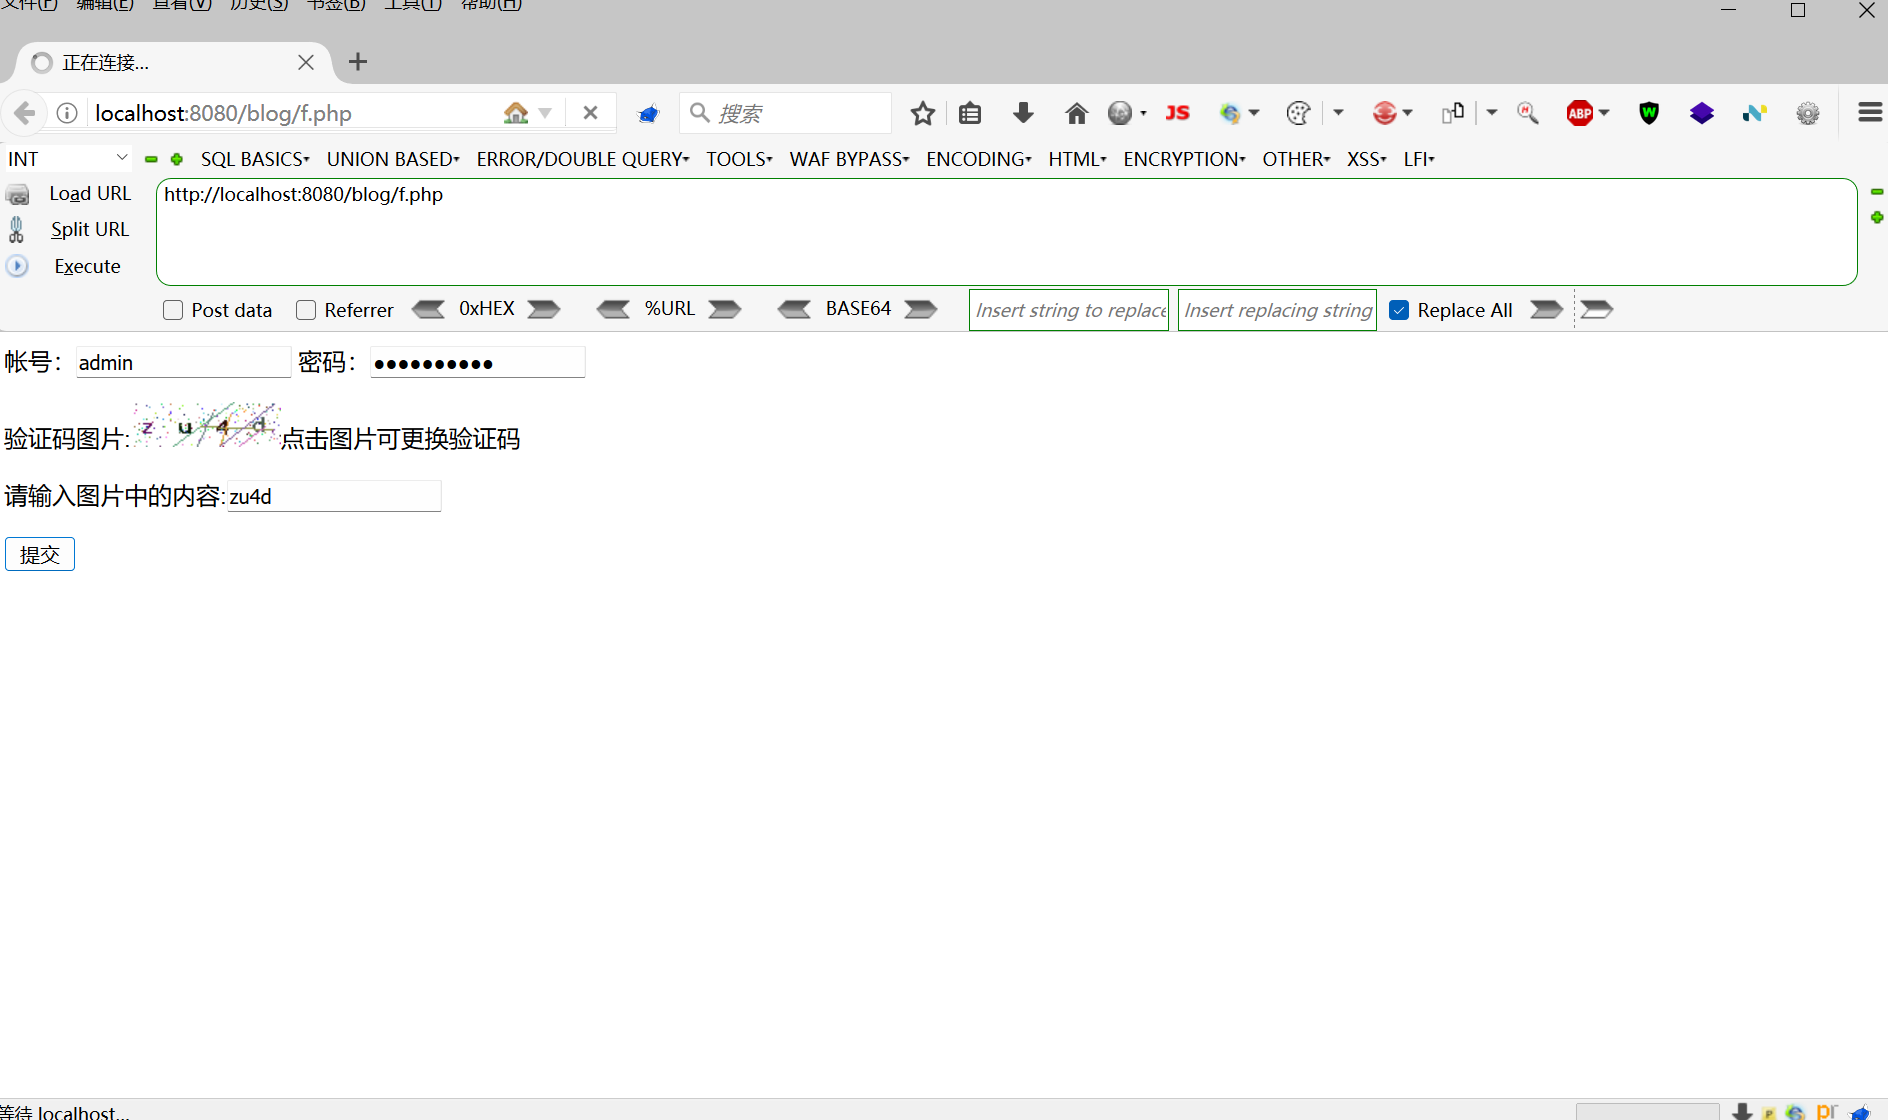 文件(F) 编辑(E) 查看(V) 历史(S) 书签(B) 工具(T) 帮助(H)
正在连接...
localhost:8080/blog/f.php 搜索 JS ABP W N
INT SQL BASICS UNION BASED ERROR/DOUBLE QUERY TOOLS WAF BYPASS ENCODING HTML ENCRYPTION OTHER XSS LFI
Load URL http://localhost:8080/blog/f.php
Split URL
Execute
Post data Referrer 0xHEX %URL BASE64 Insert string to replace Insert replacing string Replace All
帐号：admin 密码：●●●●●●●●●●
验证码图片: z u 4 d 点击图片可更换验证码
请输入图片中的内容:zu4d
提交
等待 localhost... P S pr